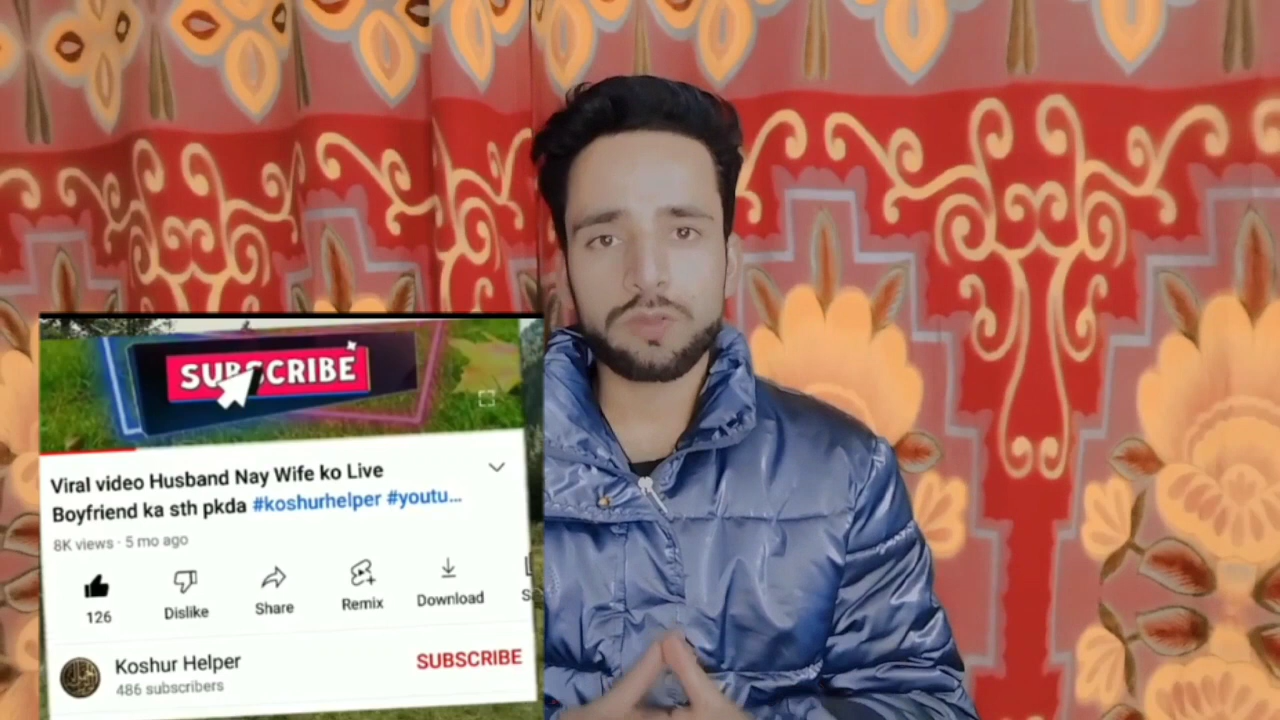 SUBSCRIBE
Viral video Husband Nay Wife ko Live
Boyfriend ka sth pkda #koshurhelper #youtu...
8K views · 5 mo ago
126
Dislike
Share
Remix
Download
Koshur Helper
486 subscribers
SUBSCRIBE